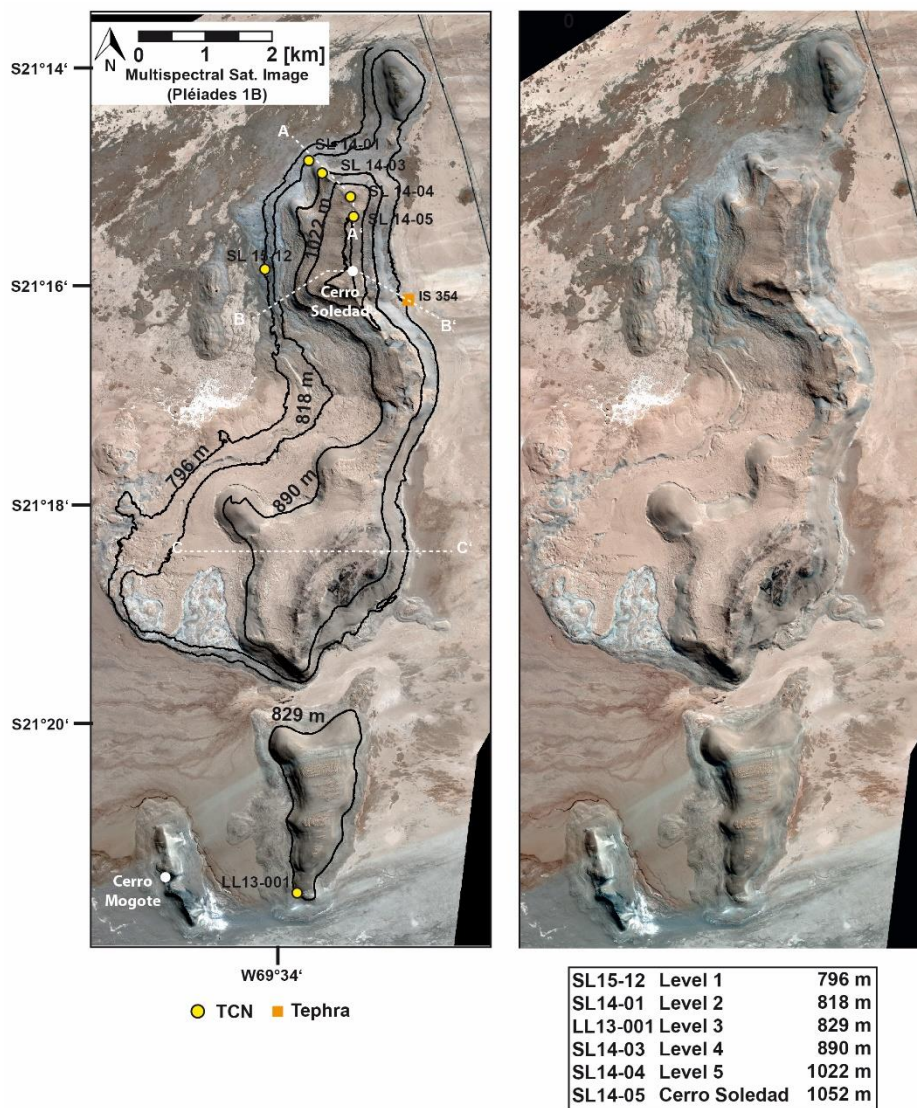 0 1 2 [km]
N
Multispectral Sat. Image
(Pléiades 1B)
0
S21°14‘
S21°16‘
S21°18‘
S21°20‘
A
SL 14-01
SL 14-03
SL 14-04
SL 14-05
A‘
1022 m
SL 15-12
Cerro
Soledad
IS 354
B
B‘
818 m
796 m
890 m
C
C‘
829 m
LL13-001
Cerro
Mogote
W69°34‘
TCN Tephra
SL15-12 Level 1 796 m
SL14-01 Level 2 818 m
LL13-001 Level 3 829 m
SL14-03 Level 4 890 m
SL14-04 Level 5 1022 m
SL14-05 Cerro Soledad 1052 m